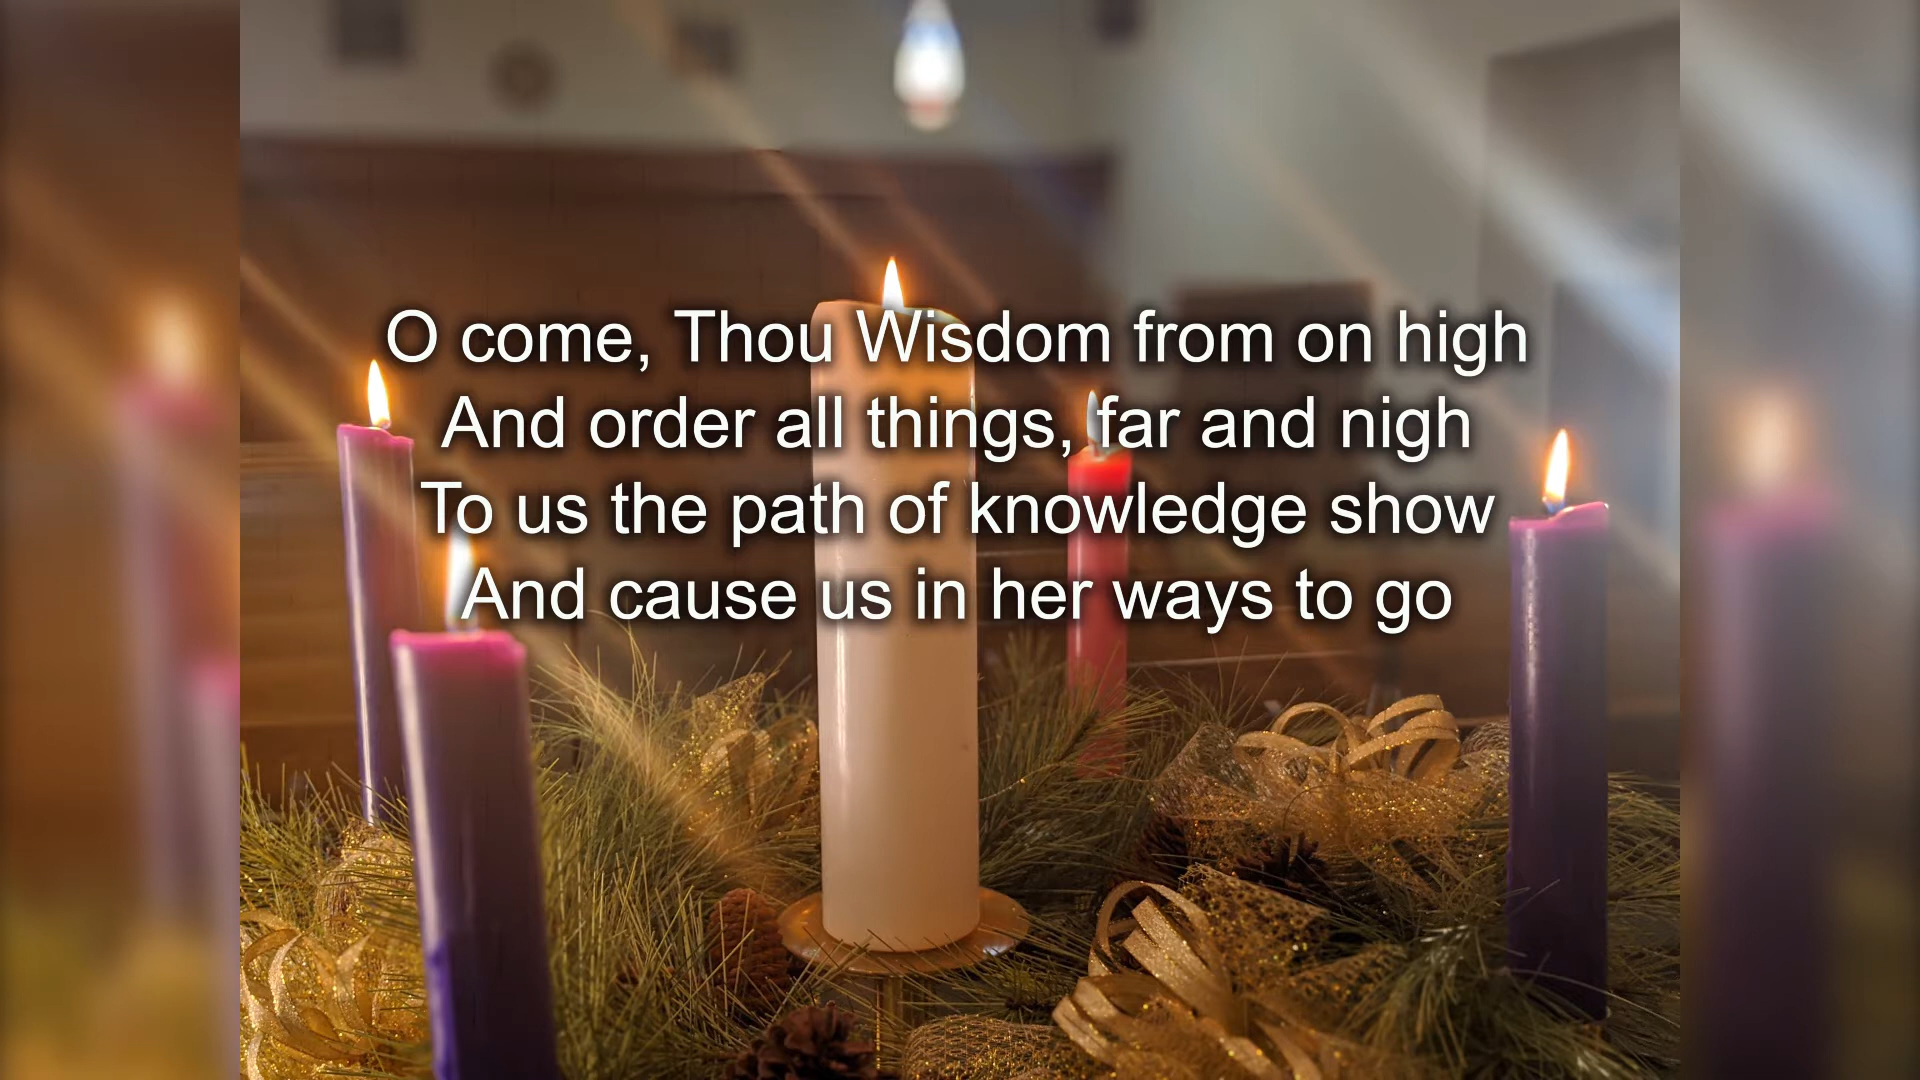 O come, Thou Wisdom from on high
And order all things, far and nigh
To us the path of knowledge show
And cause us in her ways to go